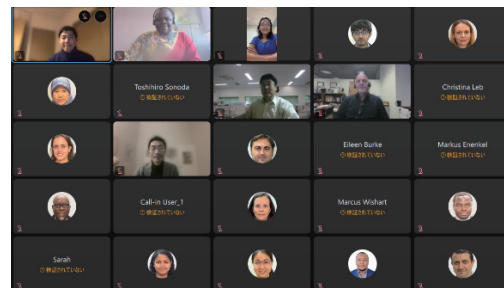 Toshihiro Sonoda
検証されていない
Christina Leb
検証されていない
Eileen Burke
検証されていない
Markus Enenkel
検証されていない
Call-in User_1
検証されていない
Marcus Wishart
検証されていない
Sarah
検証されていない